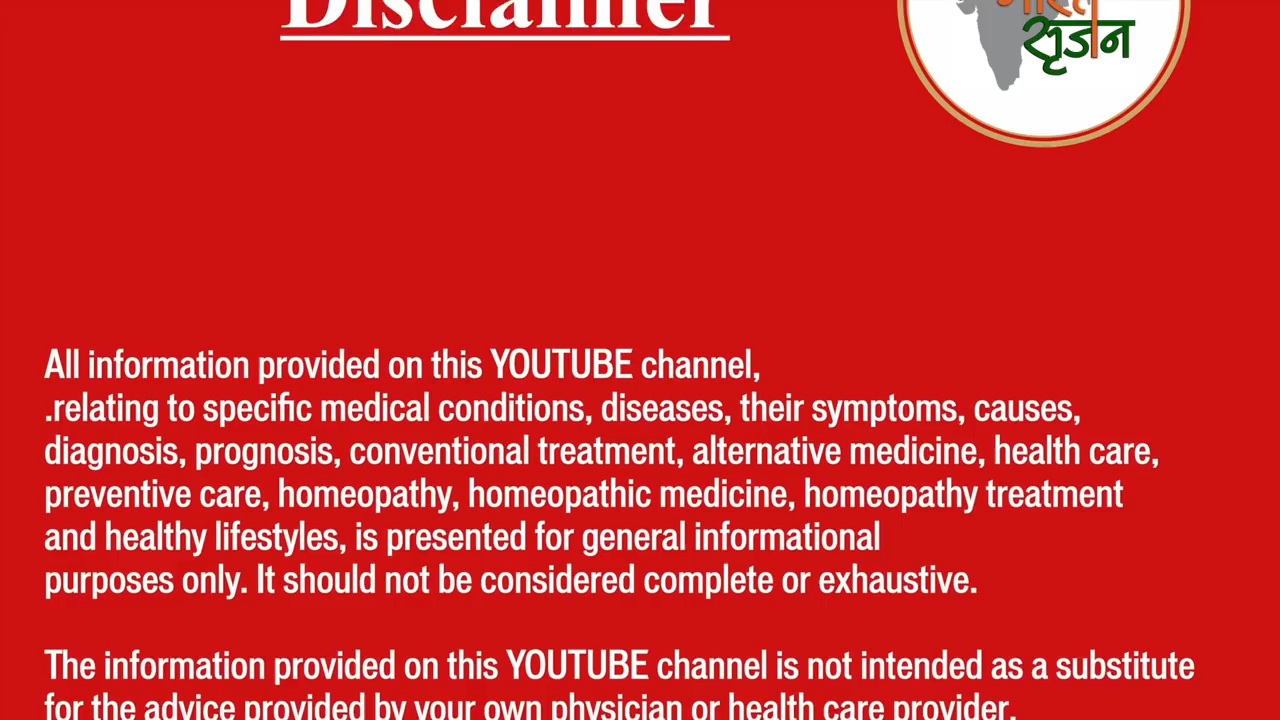 Disclaimer
भारत
सृजन
All information provided on this YOUTUBE channel,
.relating to specific medical conditions, diseases, their symptoms, causes,
diagnosis, prognosis, conventional treatment, alternative medicine, health care,
preventive care, homeopathy, homeopathic medicine, homeopathy treatment
and healthy lifestyles, is presented for general informational
purposes only. It should not be considered complete or exhaustive.
The information provided on this YOUTUBE channel is not intended as a substitute
for the advice provided by your own physician or health care provider.